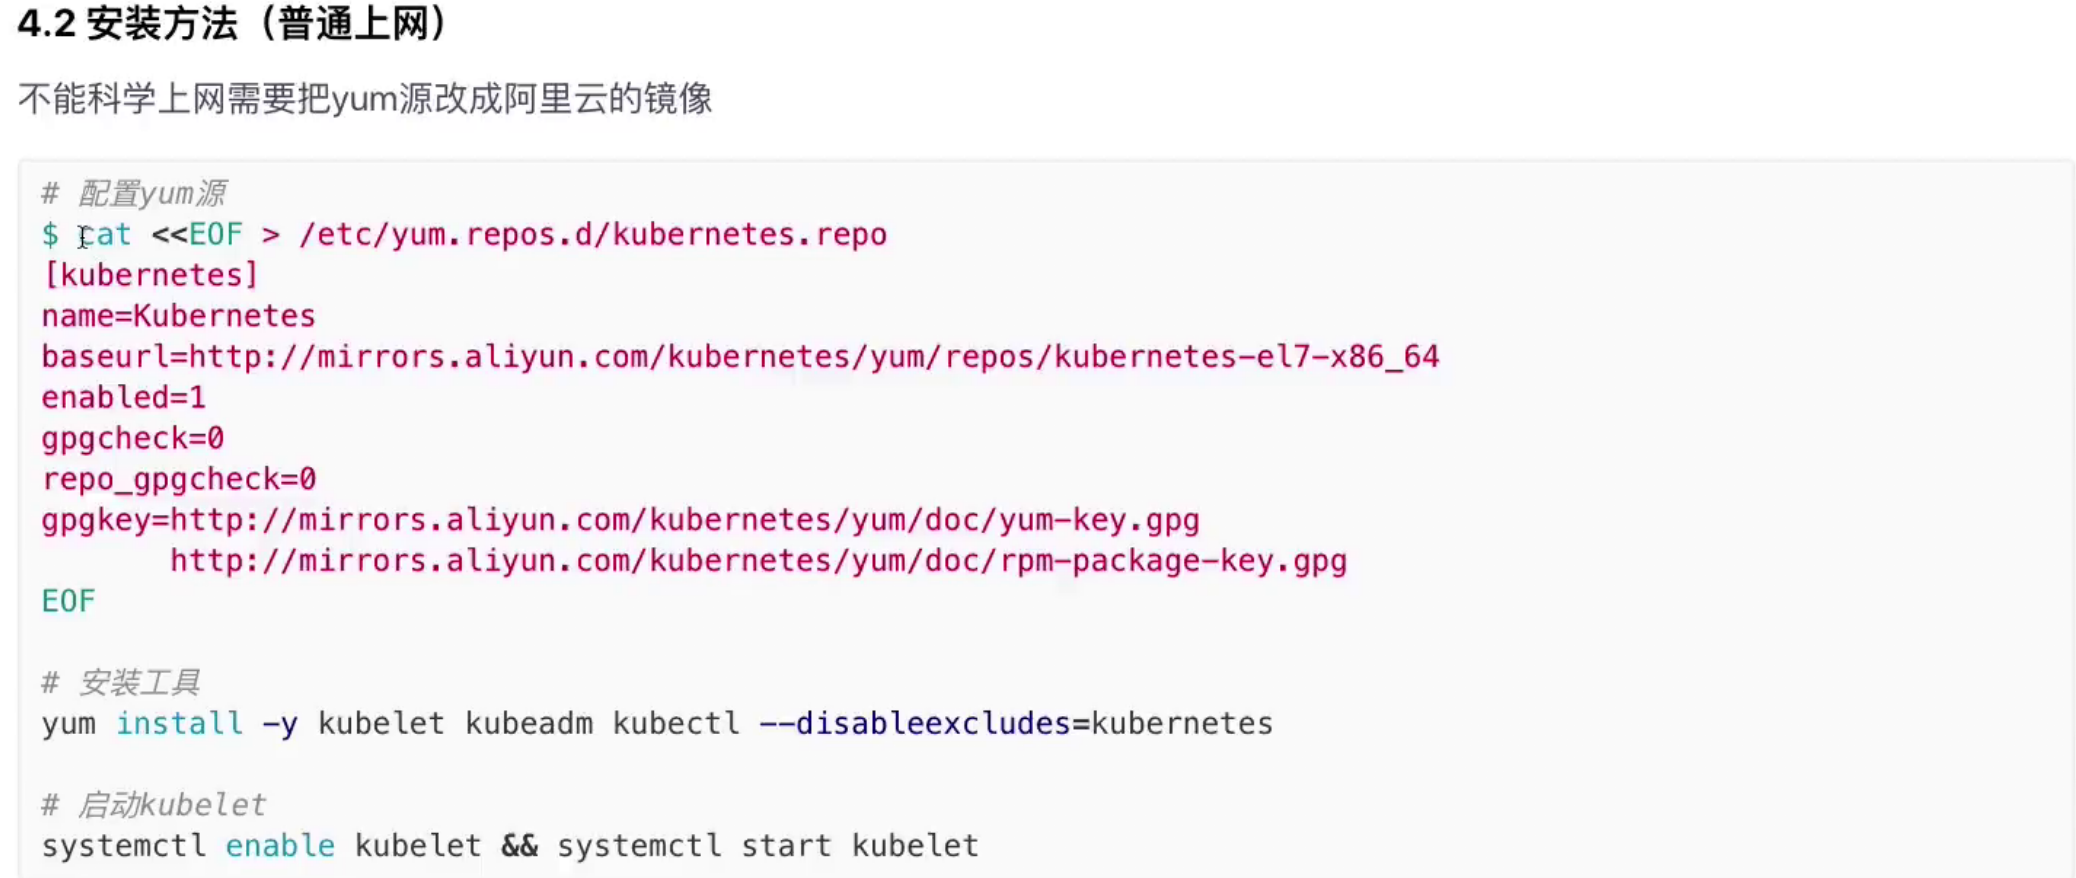 4.2 安装方法（普通上网）
不能科学上网需要把yum源改成阿里云的镜像
# 配置yum源
$ cat <<EOF > /etc/yum.repos.d/kubernetes.repo
[kubernetes]
name=Kubernetes
baseurl=http://mirrors.aliyun.com/kubernetes/yum/repos/kubernetes-el7-x86_64
enabled=1
gpgcheck=0
repo_gpgcheck=0
gpgkey=http://mirrors.aliyun.com/kubernetes/yum/doc/yum-key.gpg
       http://mirrors.aliyun.com/kubernetes/yum/doc/rpm-package-key.gpg
EOF
# 安装工具
yum install -y kubelet kubeadm kubectl --disableexcludes=kubernetes
# 启动kubelet
systemctl enable kubelet && systemctl start kubelet